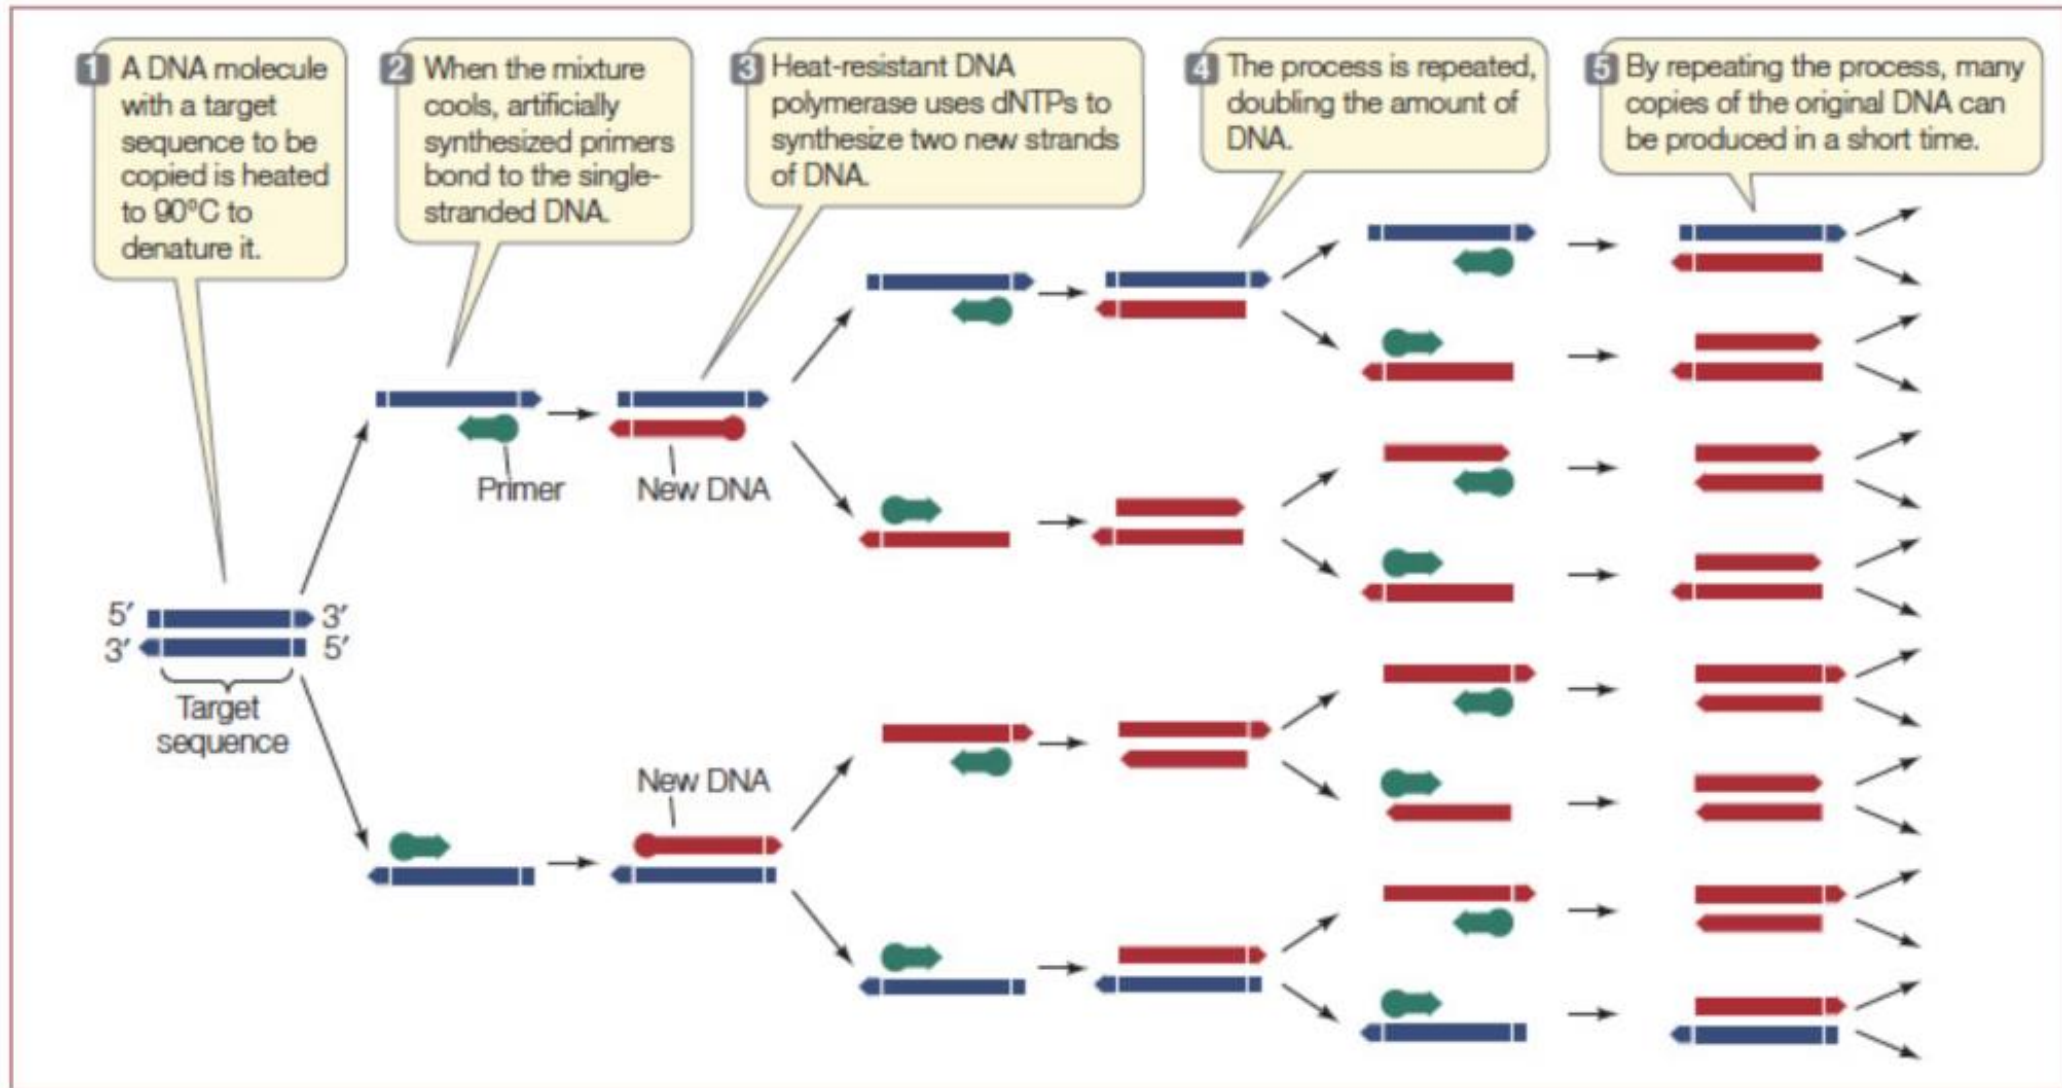 1 A DNA molecule
with a target
sequence to be
copied is heated
to 90°C to
denature it.
2 When the mixture
cools, artificially
synthesized primers
bond to the single-
stranded DNA.
3 Heat-resistant DNA
polymerase uses dNTPs to
synthesize two new strands
of DNA.
4 The process is repeated,
doubling the amount of
DNA.
5 By repeating the process, many
copies of the original DNA can
be produced in a short time.
Primer
New DNA
5′ 3′
3′ 5′
Target
sequence
New DNA